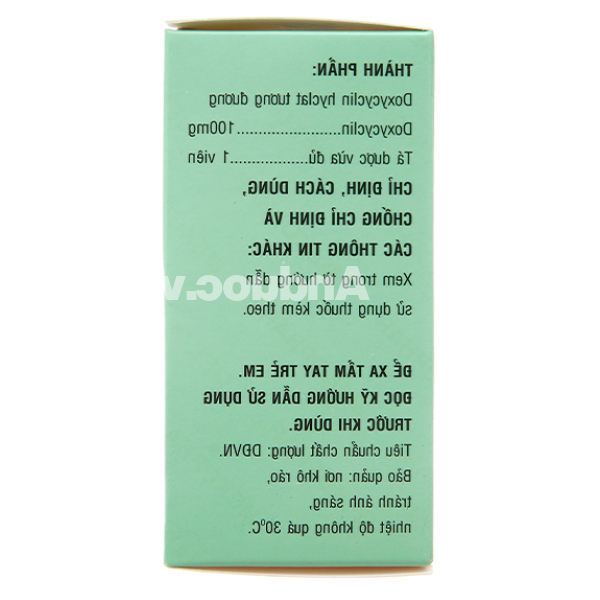 THÀNH PHẦN:
Doxycyclin hyclat tương đương
Doxycyclin.........................100mg
Tá dược vừa đủ...................1 viên
CHỈ ĐỊNH, CÁCH DÙNG,
CHỐNG CHỈ ĐỊNH VÀ
CÁC THÔNG TIN KHÁC:
Xem trong tờ hướng dẫn
sử dụng thuốc kèm theo.
ĐỂ XA TẦM TAY TRẺ EM.
ĐỌC KỸ HƯỚNG DẪN SỬ DỤNG
TRƯỚC KHI DÙNG.
Tiêu chuẩn chất lượng: DĐVN.
Bảo quản: nơi khô ráo,
tránh ánh sáng,
nhiệt độ không quá 30°C.